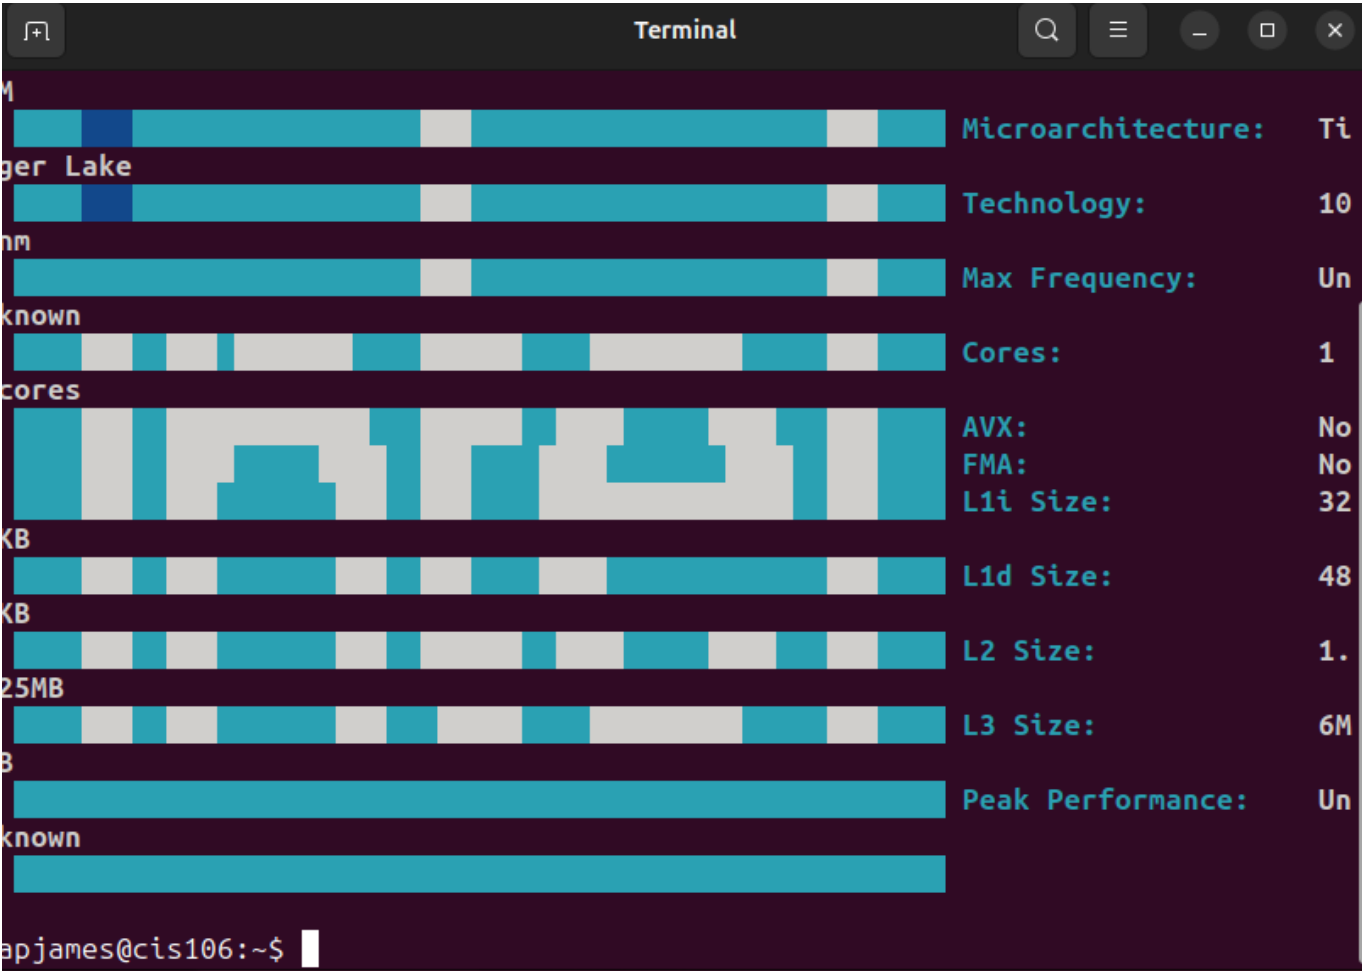 Terminal
M
Microarchitecture: Ti
ger Lake
Technology: 10
nm
Max Frequency: Un
known
Cores: 1
cores
AVX: No
FMA: No
L1i Size: 32
KB
L1d Size: 48
KB
L2 Size: 1.
25MB
L3 Size: 6M
B
Peak Performance: Un
known
apjames@cis106:~$